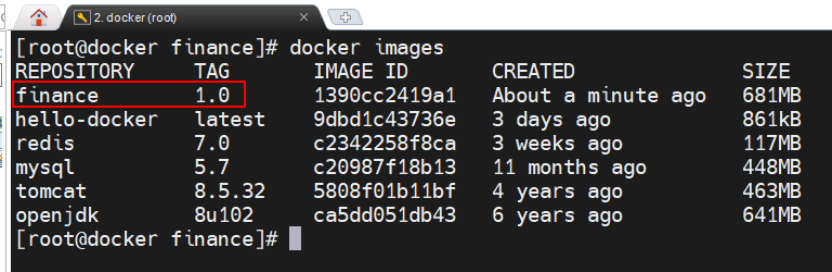 2. docker (root)
[root@docker finance]# docker images
REPOSITORY TAG IMAGE ID CREATED SIZE
finance 1.0 1390cc2419a1 About a minute ago 681MB
hello-docker latest 9dbd1c43736e 3 days ago 861kB
redis 7.0 c2342258f8ca 3 weeks ago 117MB
mysql 5.7 c20987f18b13 11 months ago 448MB
tomcat 8.5.32 5808f01b11bf 4 years ago 463MB
openjdk 8u102 ca5dd051db43 6 years ago 641MB
[root@docker finance]#